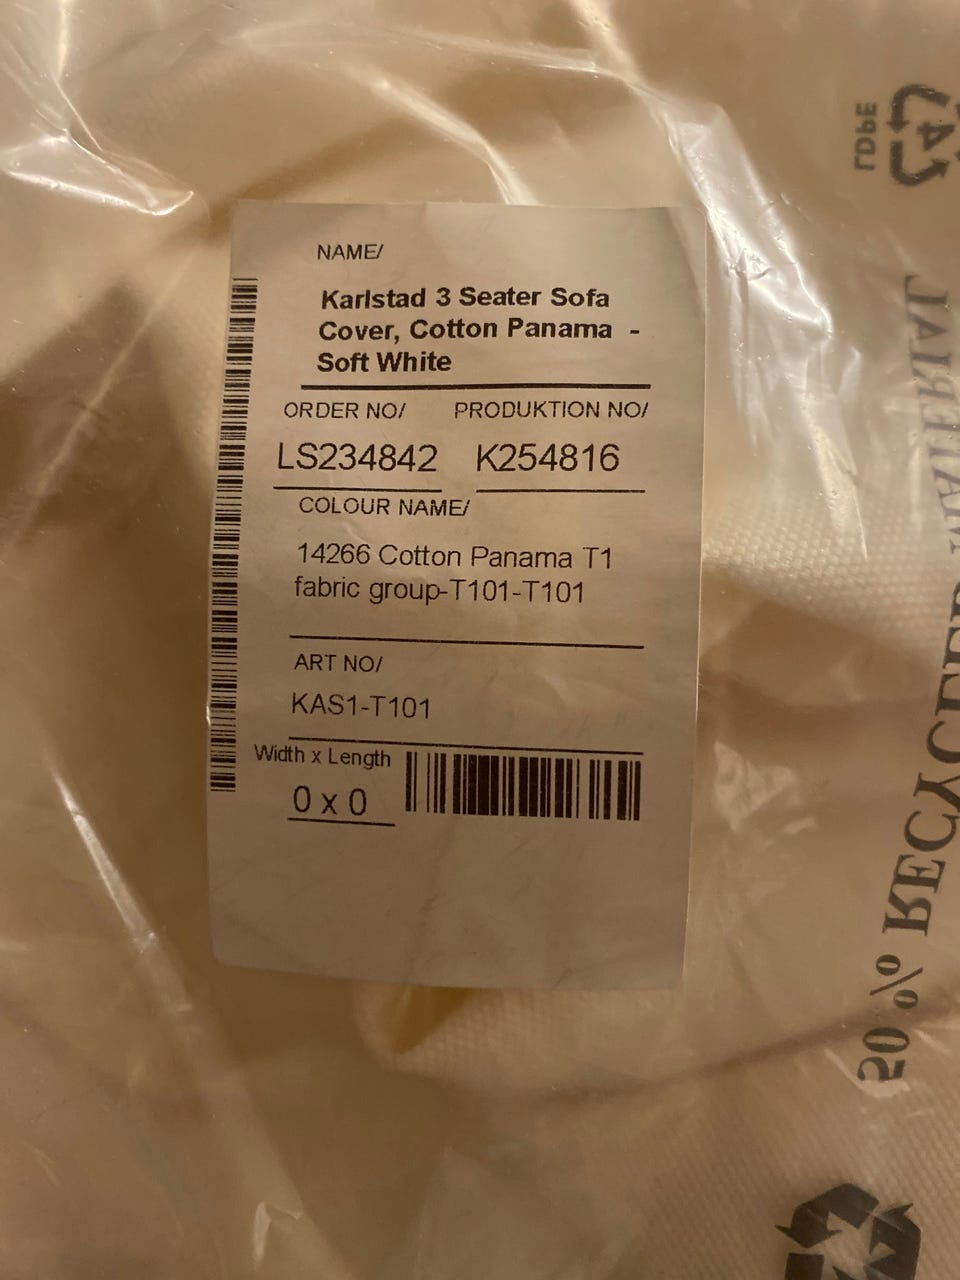 NAME/
Karlstad 3 Seater Sofa
Cover, Cotton Panama -
Soft White
ORDER NO/ PRODUKTION NO/
LS234842 K254816
COLOUR NAME/
14266 Cotton Panama T1
fabric group-T101-T101
ART NO/
KAS1-T101
Width x Length
0 x 0
4
LDPE
50 % RECYCLED MATERIAL